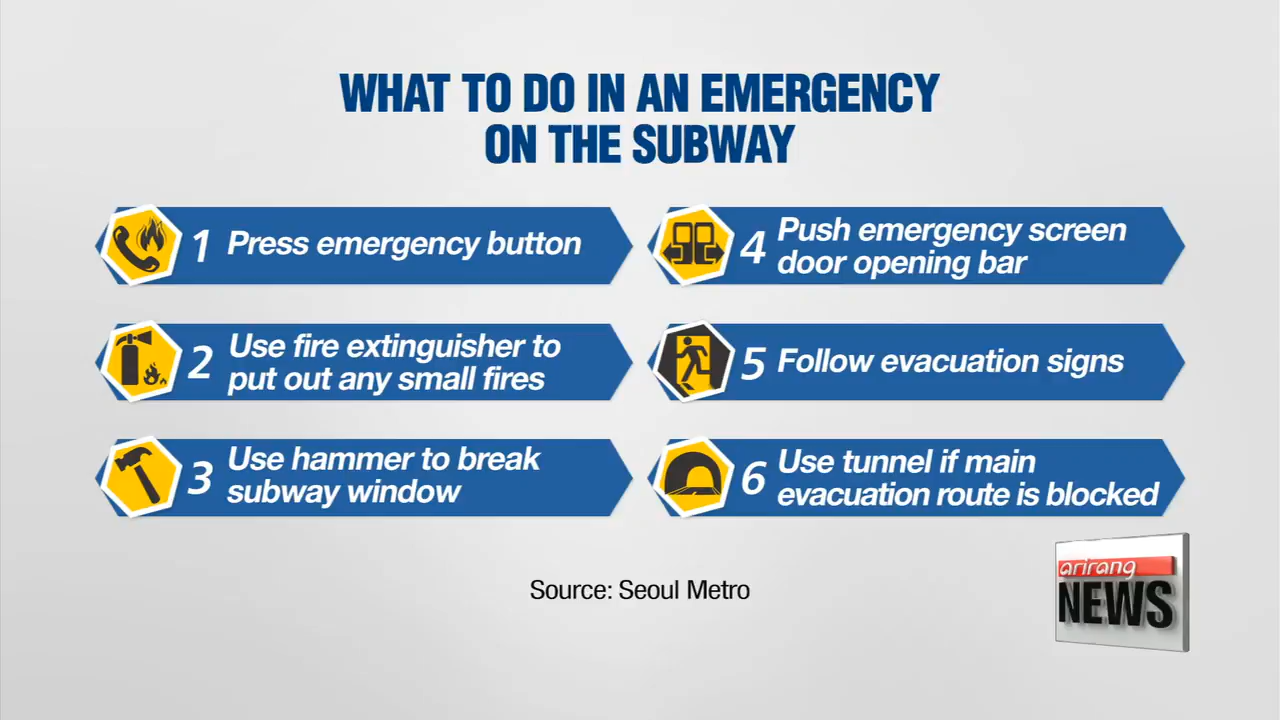 WHAT TO DO IN AN EMERGENCY
ON THE SUBWAY
1 Press emergency button
2 Use fire extinguisher to
put out any small fires
3 Use hammer to break
subway window
4 Push emergency screen
door opening bar
5 Follow evacuation signs
6 Use tunnel if main
evacuation route is blocked
Source: Seoul Metro
arirang
NEWS